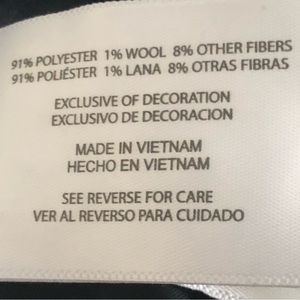 91% POLYESTER 1% WOOL 8% OTHER FIBERS
91% POLIÉSTER 1% LANA 8% OTRAS FIBRAS
EXCLUSIVE OF DECORATION
EXCLUSIVO DE DECORACION
MADE IN VIETNAM
HECHO EN VIETNAM
SEE REVERSE FOR CARE
VER AL REVERSO PARA CUIDADO